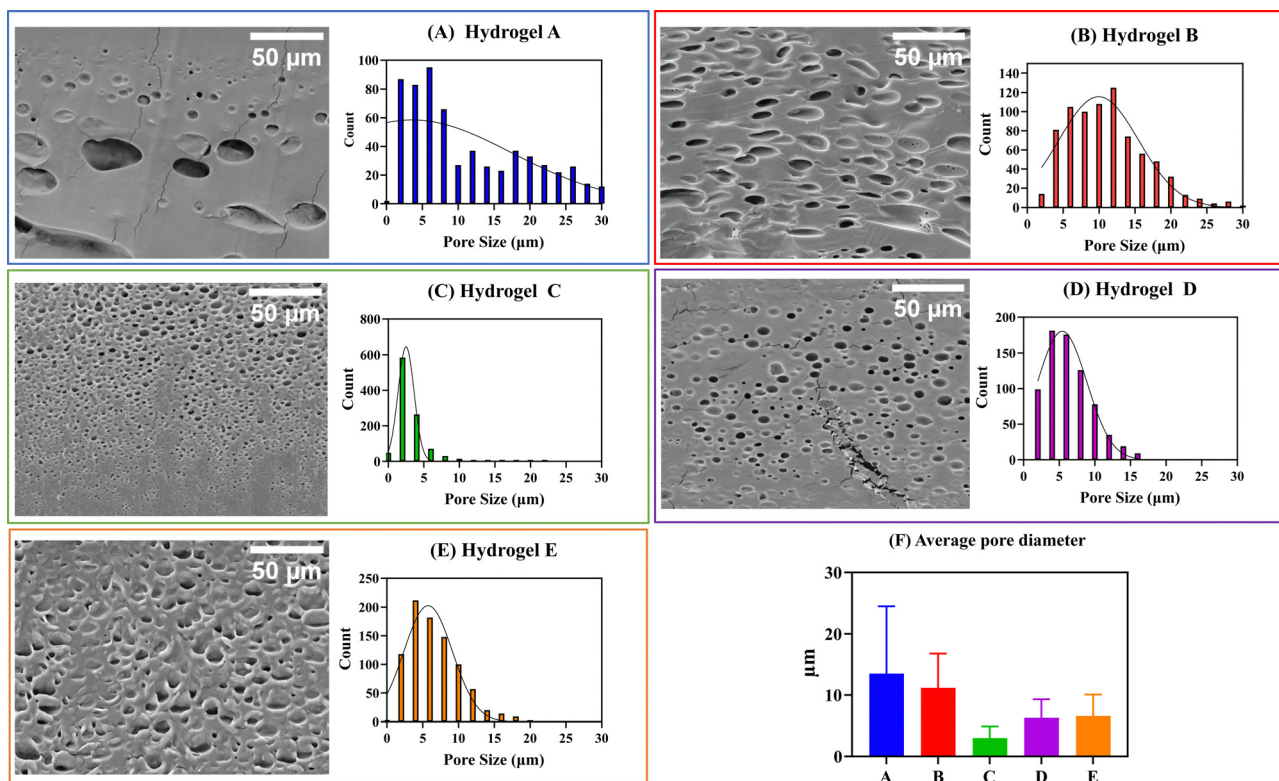 (A) Hydrogel A
50 µm
Count
100
80
60
40
20
0
0 5 10 15 20 25 30
Pore Size (µm)
(B) Hydrogel B
50 µm
Count
140
120
100
80
60
40
20
0
0 5 10 15 20 25 30
Pore Size (µm)
(C) Hydrogel C
50 µm
Count
800
600
400
200
0
0 5 10 15 20 25 30
Pore Size (µm)
(D) Hydrogel D
50 µm
Count
200
150
100
50
0
0 5 10 15 20 25 30
Pore Size (µm)
(E) Hydrogel E
50 µm
Count
250
200
150
100
50
0
0 5 10 15 20 25 30
Pore Size (µm)
(F) Average pore diameter
µm
30
20
10
0
A B C D E